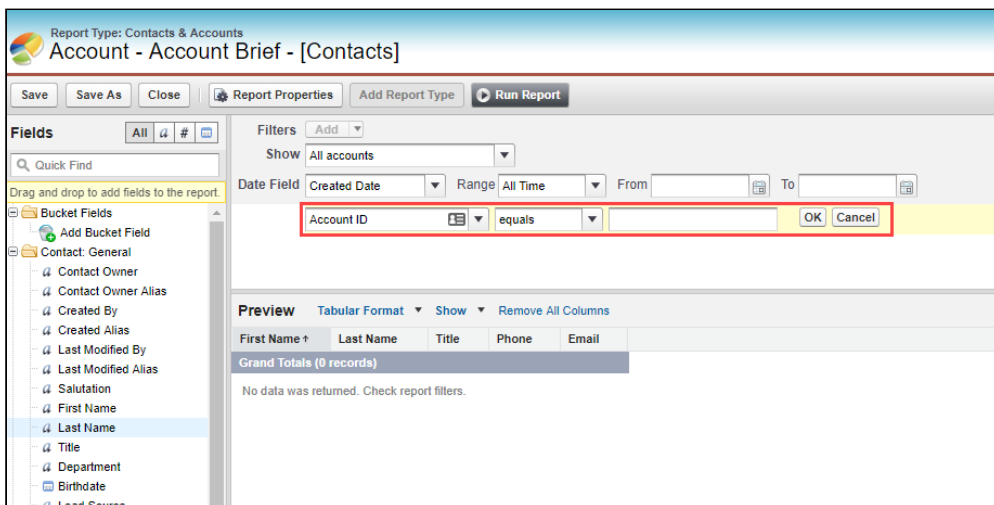 Report Type: Contacts & Accounts
Account - Account Brief - [Contacts]
Save Save As Close Report Properties Add Report Type Run Report
Fields All a #
Quick Find
Drag and drop to add fields to the report.
Bucket Fields
Add Bucket Field
Contact: General
a Contact Owner
a Contact Owner Alias
a Created By
a Created Alias
a Last Modified By
a Last Modified Alias
a Salutation
a First Name
a Last Name
a Title
a Department
Birthdate
a Lead Source
Filters Add
Show All accounts
Date Field Created Date Range All Time From To
Account ID equals OK Cancel
Preview Tabular Format Show Remove All Columns
First Name↑ Last Name Title Phone Email
Grand Totals (0 records)
No data was returned. Check report filters.